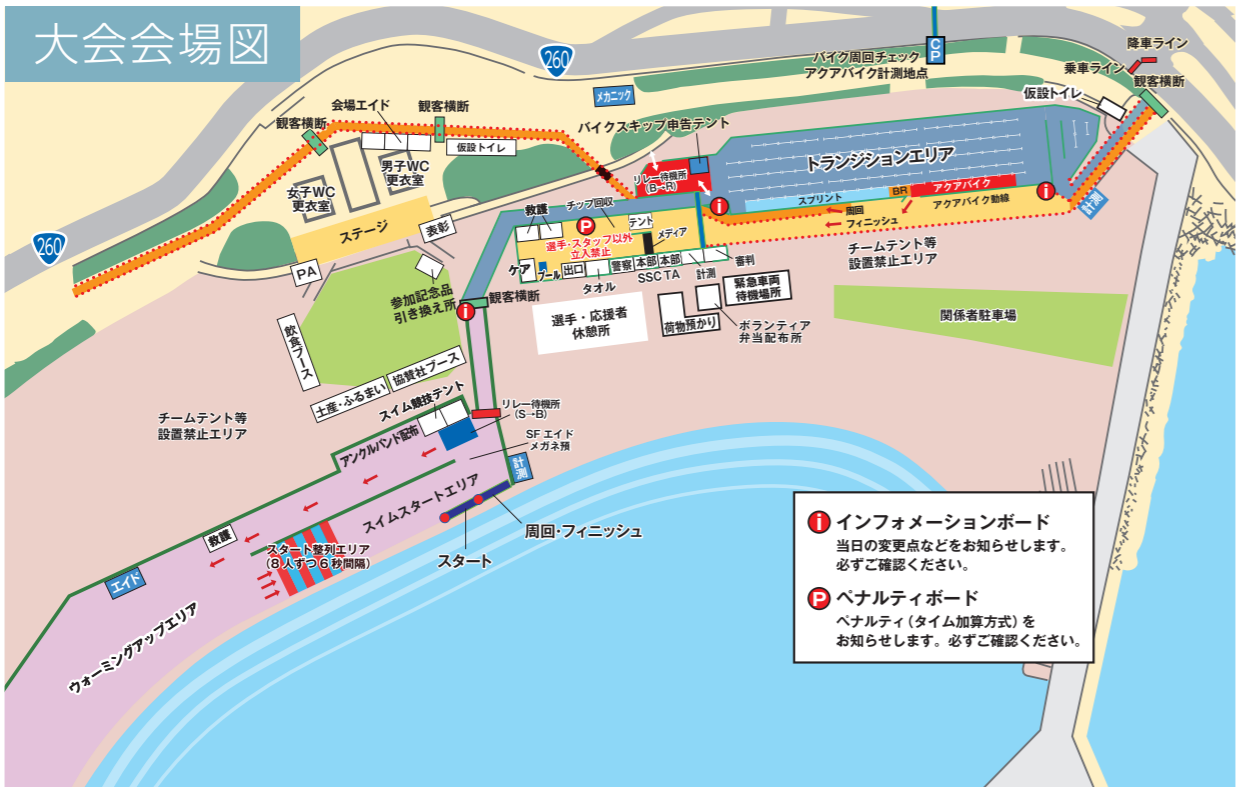 大会会場図
260
CP
バイク周回チェック
アクアバイク計測地点
降車ライン
乗車ライン
観客横断
仮設トイレ
メカニック
会場エイド
観客横断
観客横断
仮設トイレ
バイクスキップ申告テント
トランジションエリア
リレー待機所
(B→R)
男子WC
更衣室
女子WC
更衣室
スプリント
BR
アクアバイク
i
i
計測
周回
フィニッシュ
アクアバイク動線
260
ステージ
表彰
救護
チップ回収
P
テント
メディア
選手・スタッフ以外
立入禁止
チームテント等
設置禁止エリア
PA
ケア
プール
出口
タオル
警察
本部
本部
SSC
TA
計測
審判
参加記念品
引き換え所
観客横断
i
選手・応援者
休憩所
荷物預かり
緊急車両
待機場所
ボランティア
弁当配布所
関係者駐車場
飲食ブース
土産・ふるまい
協賛社ブース
チームテント等
設置禁止エリア
スイム競技テント
リレー待機所
(S→B)
アンクルバンド配布
SFエイド
メガネ預
計測
スイムスタートエリア
周回・フィニッシュ
スタート
救護
スタート整列エリア
(8人ずつ6秒間隔)
エイド
ウォーミングアップエリア
i インフォメーションボード
当日の変更点などをお知らせします。
必ずご確認ください。
P ペナルティボード
ペナルティ(タイム加算方式)を
お知らせします。必ずご確認ください。